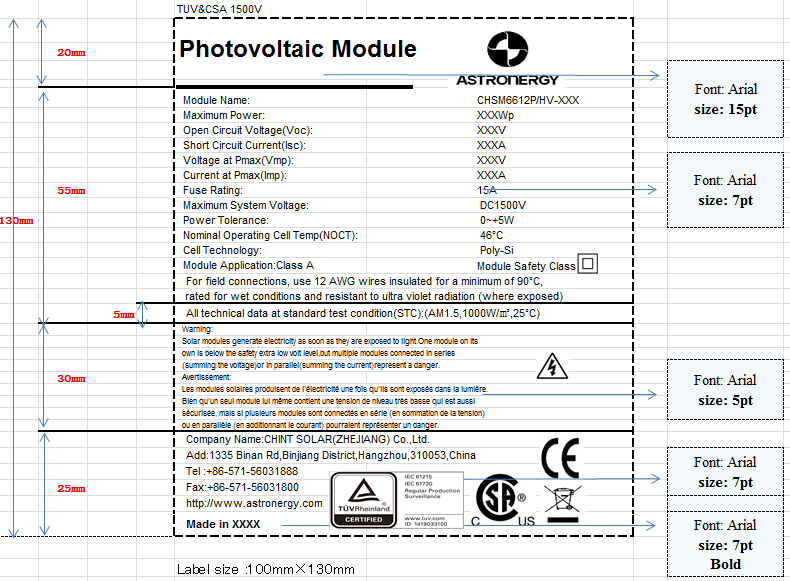 TUV&CSA 1500V
Photovoltaic Module
ASTRONERGY
Module Name: CHSM6612P/HV-XXX
Maximum Power: XXXWp
Open Circuit Voltage(Voc): XXXV
Short Circuit Current(Isc): XXXA
Voltage at Pmax(Vmp): XXXV
Current at Pmax(Imp): XXXA
Fuse Rating: 15A
Maximum System Voltage: DC1500V
Power Tolerance: 0~+5W
Nominal Operating Cell Temp(NOCT): 46°C
Cell Technology: Poly-Si
Module Application:Class A Module Safety Class
For field connections, use 12 AWG wires insulated for a minimum of 90°C,
rated for wet conditions and resistant to ultra violet radiation (where exposed)
All technical data at standard test condition(STC):(AM1.5,1000W/㎡,25°C)
Warning:
Solar modules generate electricity as soon as they are exposed to light.One module on its
own is below the safety extra low volt level,but multiple modules connected in series
(summing the voltage)or in parallel(summing the current)represent a danger.
Avertissement:
Les modules solaires produisent de l'électricité une fois qu'ils sont exposés dans la lumière.
Bien qu'un seul module lui même contient une tension de niveau très basse qui est aussi
sécurisée, mais si plusieurs modules sont connectés en série (en sommation de la tension)
ou en parallèle (en additionnant le courant) pourraient représenter un danger.
Company Name:CHINT SOLAR(ZHEJIANG) Co.,Ltd.
Add:1335 Binan Rd,Binjiang District,Hangzhou,310053,China
Tel :+86-571-56031888
Fax:+86-571-56031800
http://www.astronergy.com
Made in XXXX
TÜVRheinland
CERTIFIED
IEC 61215
IEC 61730
Regular Production
Surveillance
www.tuv.com
ID 1419033100
CE
CSA
®
C US
Label size :100mm×130mm
20mm
55mm
130mm
5mm
30mm
25mm
Font: Arial
size: 15pt
Font: Arial
size: 7pt
Font: Arial
size: 5pt
Font: Arial
size: 7pt
Font: Arial
size: 7pt
Bold